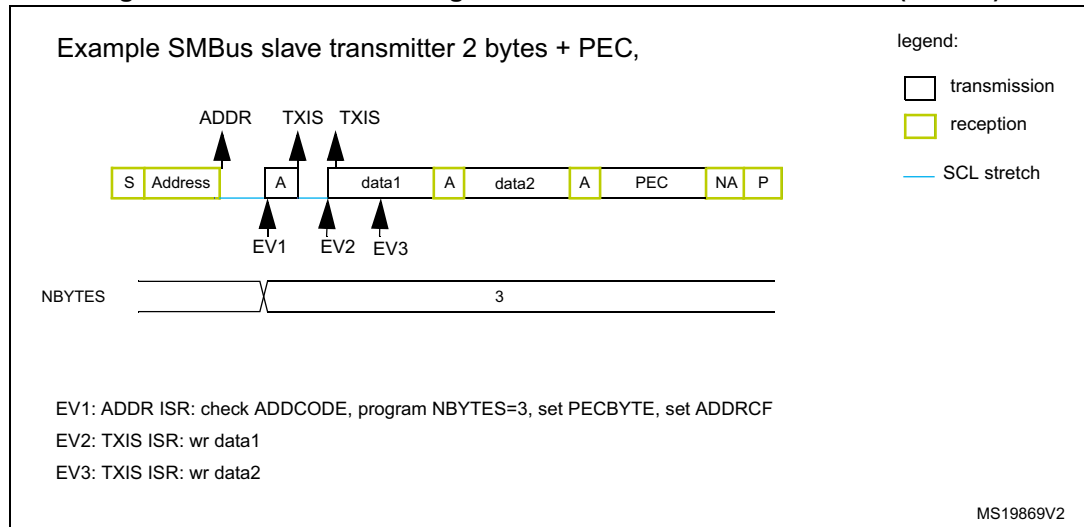 Example SMBus slave transmitter 2 bytes + PEC,
legend:
transmission
reception
SCL stretch
ADDR TXIS TXIS
S Address A data1 A data2 A PEC NA P
EV1 EV2 EV3
NBYTES 3
EV1: ADDR ISR: check ADDCODE, program NBYTES=3, set PECBYTE, set ADDRCF
EV2: TXIS ISR: wr data1
EV3: TXIS ISR: wr data2
MS19869V2